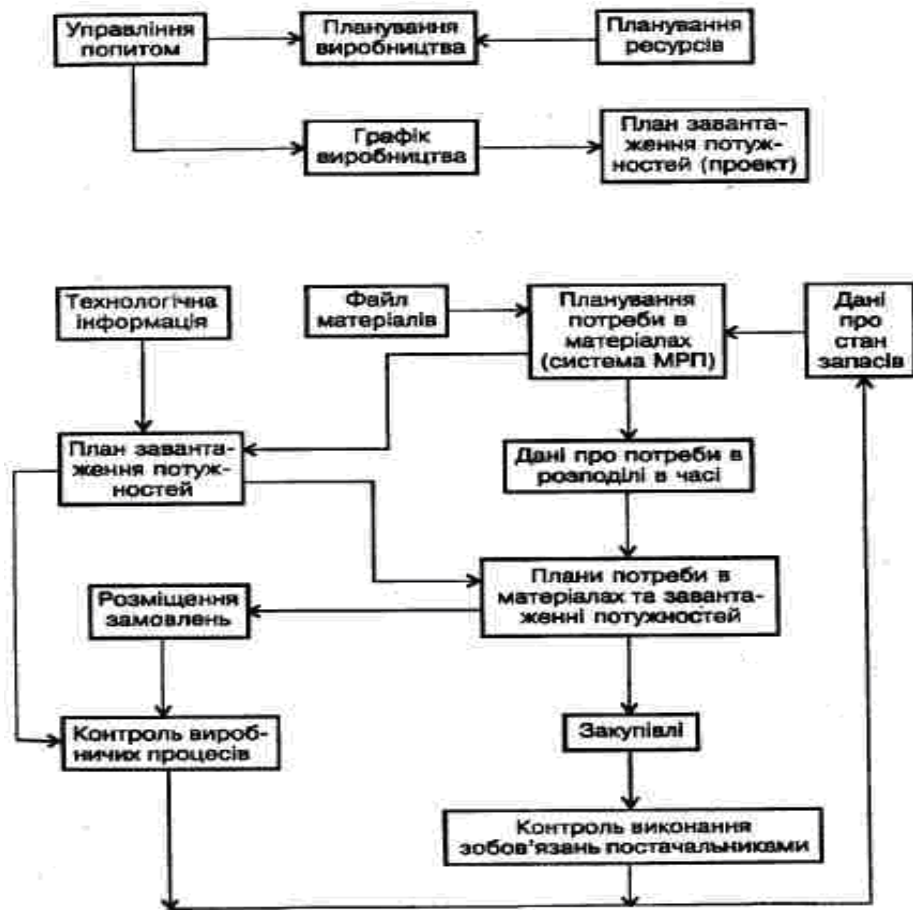 Управління
попитом
Планування
виробництва
Планування
ресурсів
Графік
виробництва
План заванта-
ження потуж-
ностей (проект)
Технологічна
інформація
Файл
матеріалів
Планування
потреби в
матеріалах
(система МРП)
Дані
про
стан
запасів
План заванта-
ження потуж-
ностей
Дані про потреби в
розподілі в часі
Розміщення
замовлень
Плани потреби в
матеріалах та заванта-
женні потужностей
Контроль вироб-
ничих процесів
Закупівлі
Контроль виконання
зобов'язань постачальниками